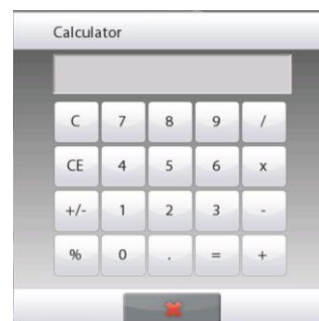 Calculator
C 7 8 9 /
CE 4 5 6 x
+/- 1 2 3 -
% 0 . = +